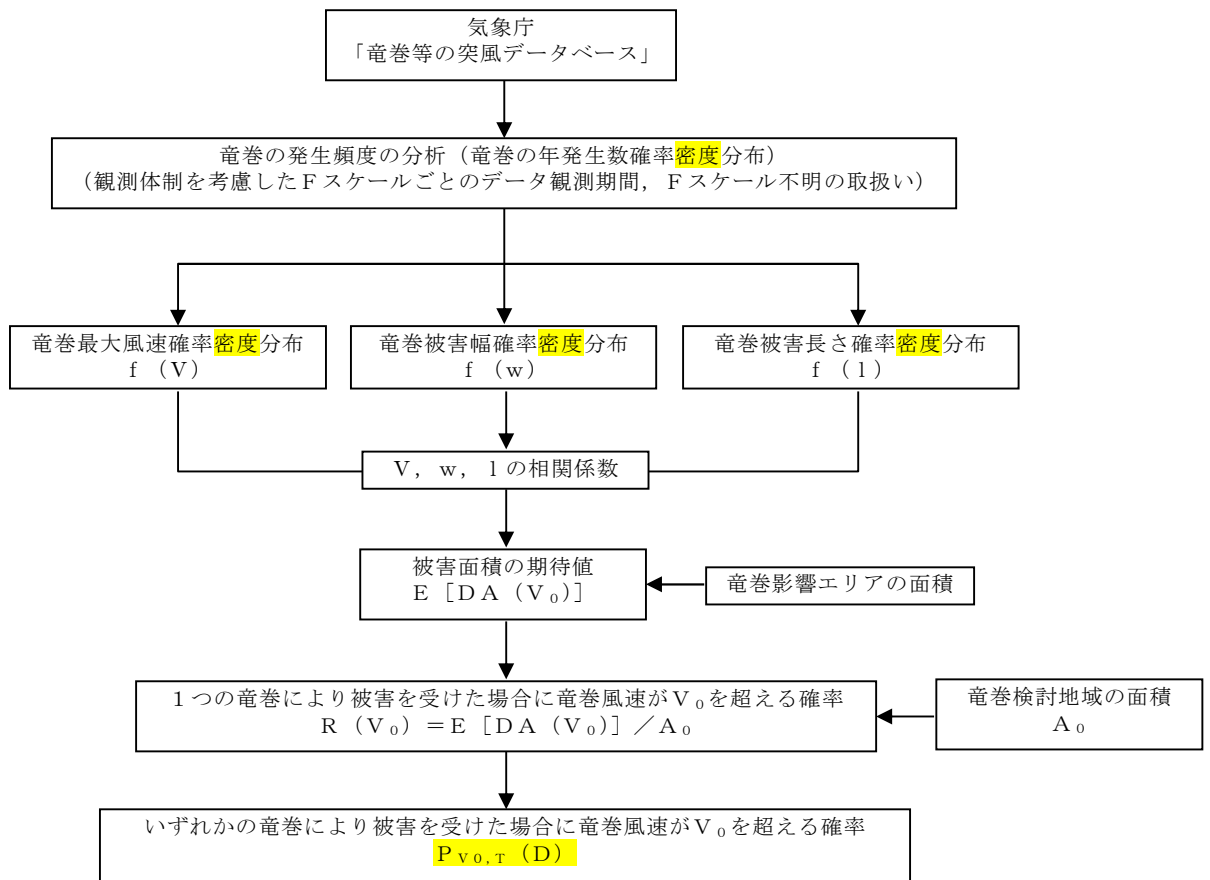 気象庁
「竜巻等の突風データベース」
竜巻の発生頻度の分析（竜巻の年発生数確率密度分布）
（観測体制を考慮したＦスケールごとのデータ観測期間，Ｆスケール不明の取扱い）
竜巻最大風速確率密度分布
ｆ（Ｖ）
竜巻被害幅確率密度分布
ｆ（ｗ）
竜巻被害長さ確率密度分布
ｆ（ｌ）
Ｖ，ｗ，ｌの相関係数
被害面積の期待値
Ｅ［ＤＡ（Ｖ₀）］
竜巻影響エリアの面積
１つの竜巻により被害を受けた場合に竜巻風速がＶ₀を超える確率
Ｒ（Ｖ₀）＝Ｅ［ＤＡ（Ｖ₀）］／Ａ₀
竜巻検討地域の面積
Ａ₀
いずれかの竜巻により被害を受けた場合に竜巻風速がＶ₀を超える確率
Ｐ_V0,T（Ｄ）